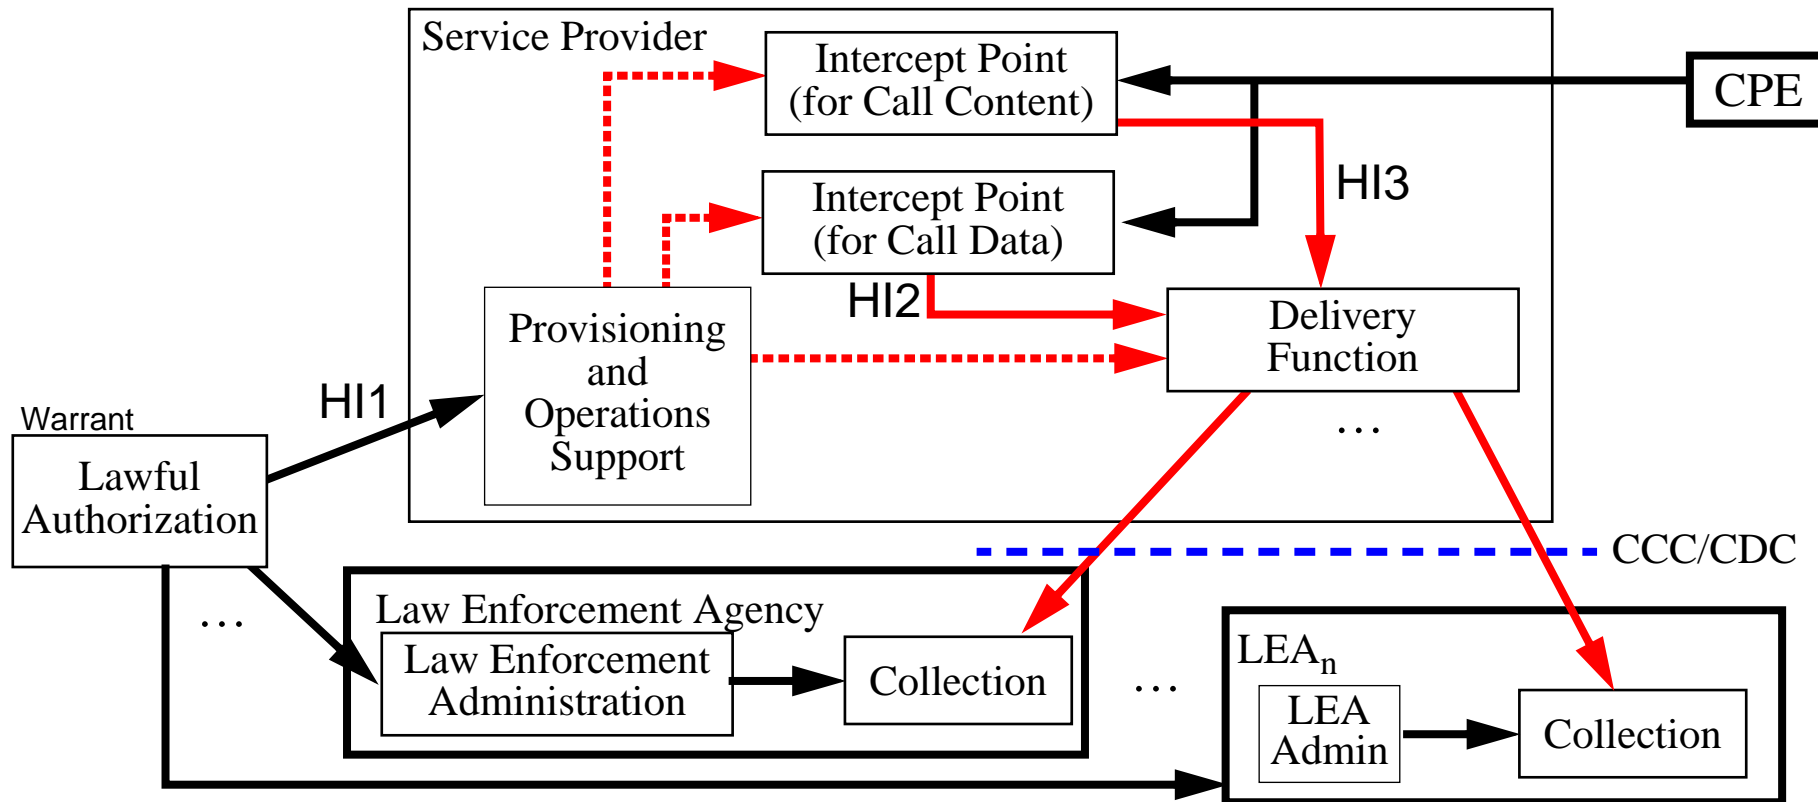 Service Provider
Intercept Point
(for Call Content)
CPE
HI3
Intercept Point
(for Call Data)
HI2
Delivery
Function
…
Provisioning
and
Operations
Support
HI1
Warrant
Lawful
Authorization
…
CCC/CDC
Law Enforcement Agency
Law Enforcement
Administration
Collection
…
LEAn
LEA
Admin
Collection